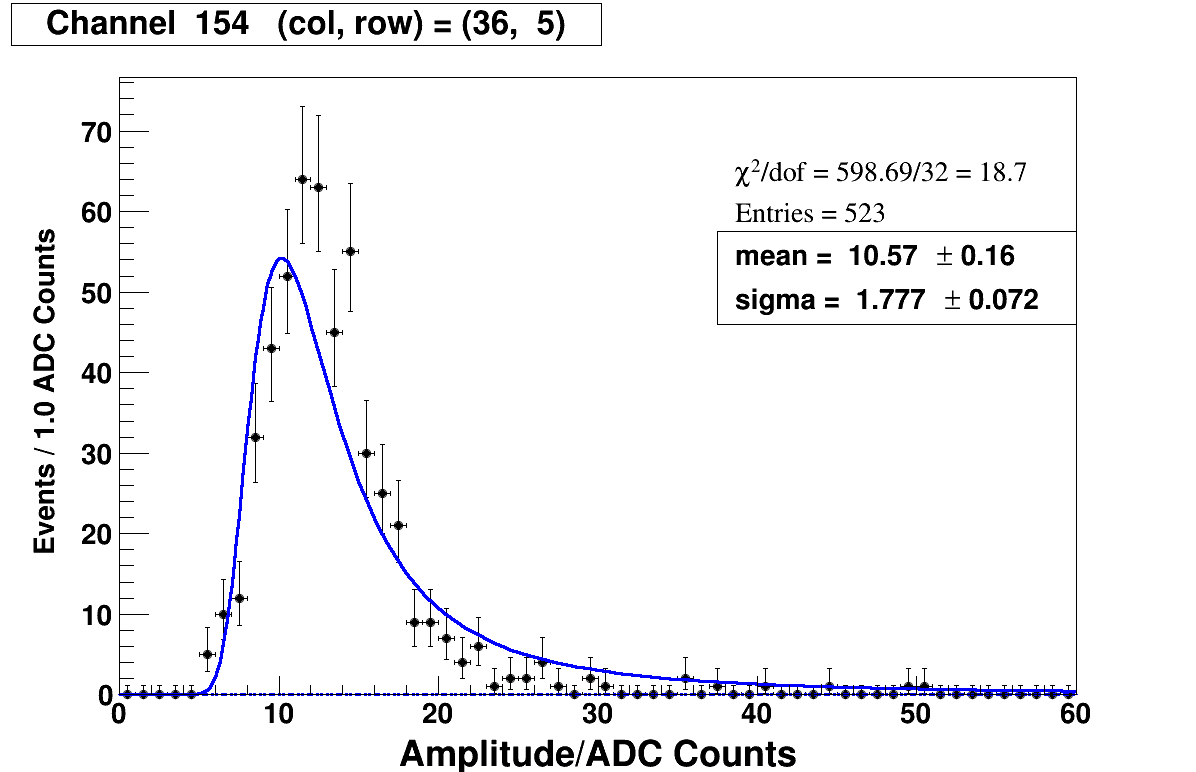 Channel 154 (col, row) = (36, 5)
χ²/dof = 598.69/32 = 18.7
Entries = 523
mean = 10.57 ± 0.16
sigma = 1.777 ± 0.072
Events / 1.0 ADC Counts
70
60
50
40
30
20
10
0
0 10 20 30 40 50 60
Amplitude/ADC Counts